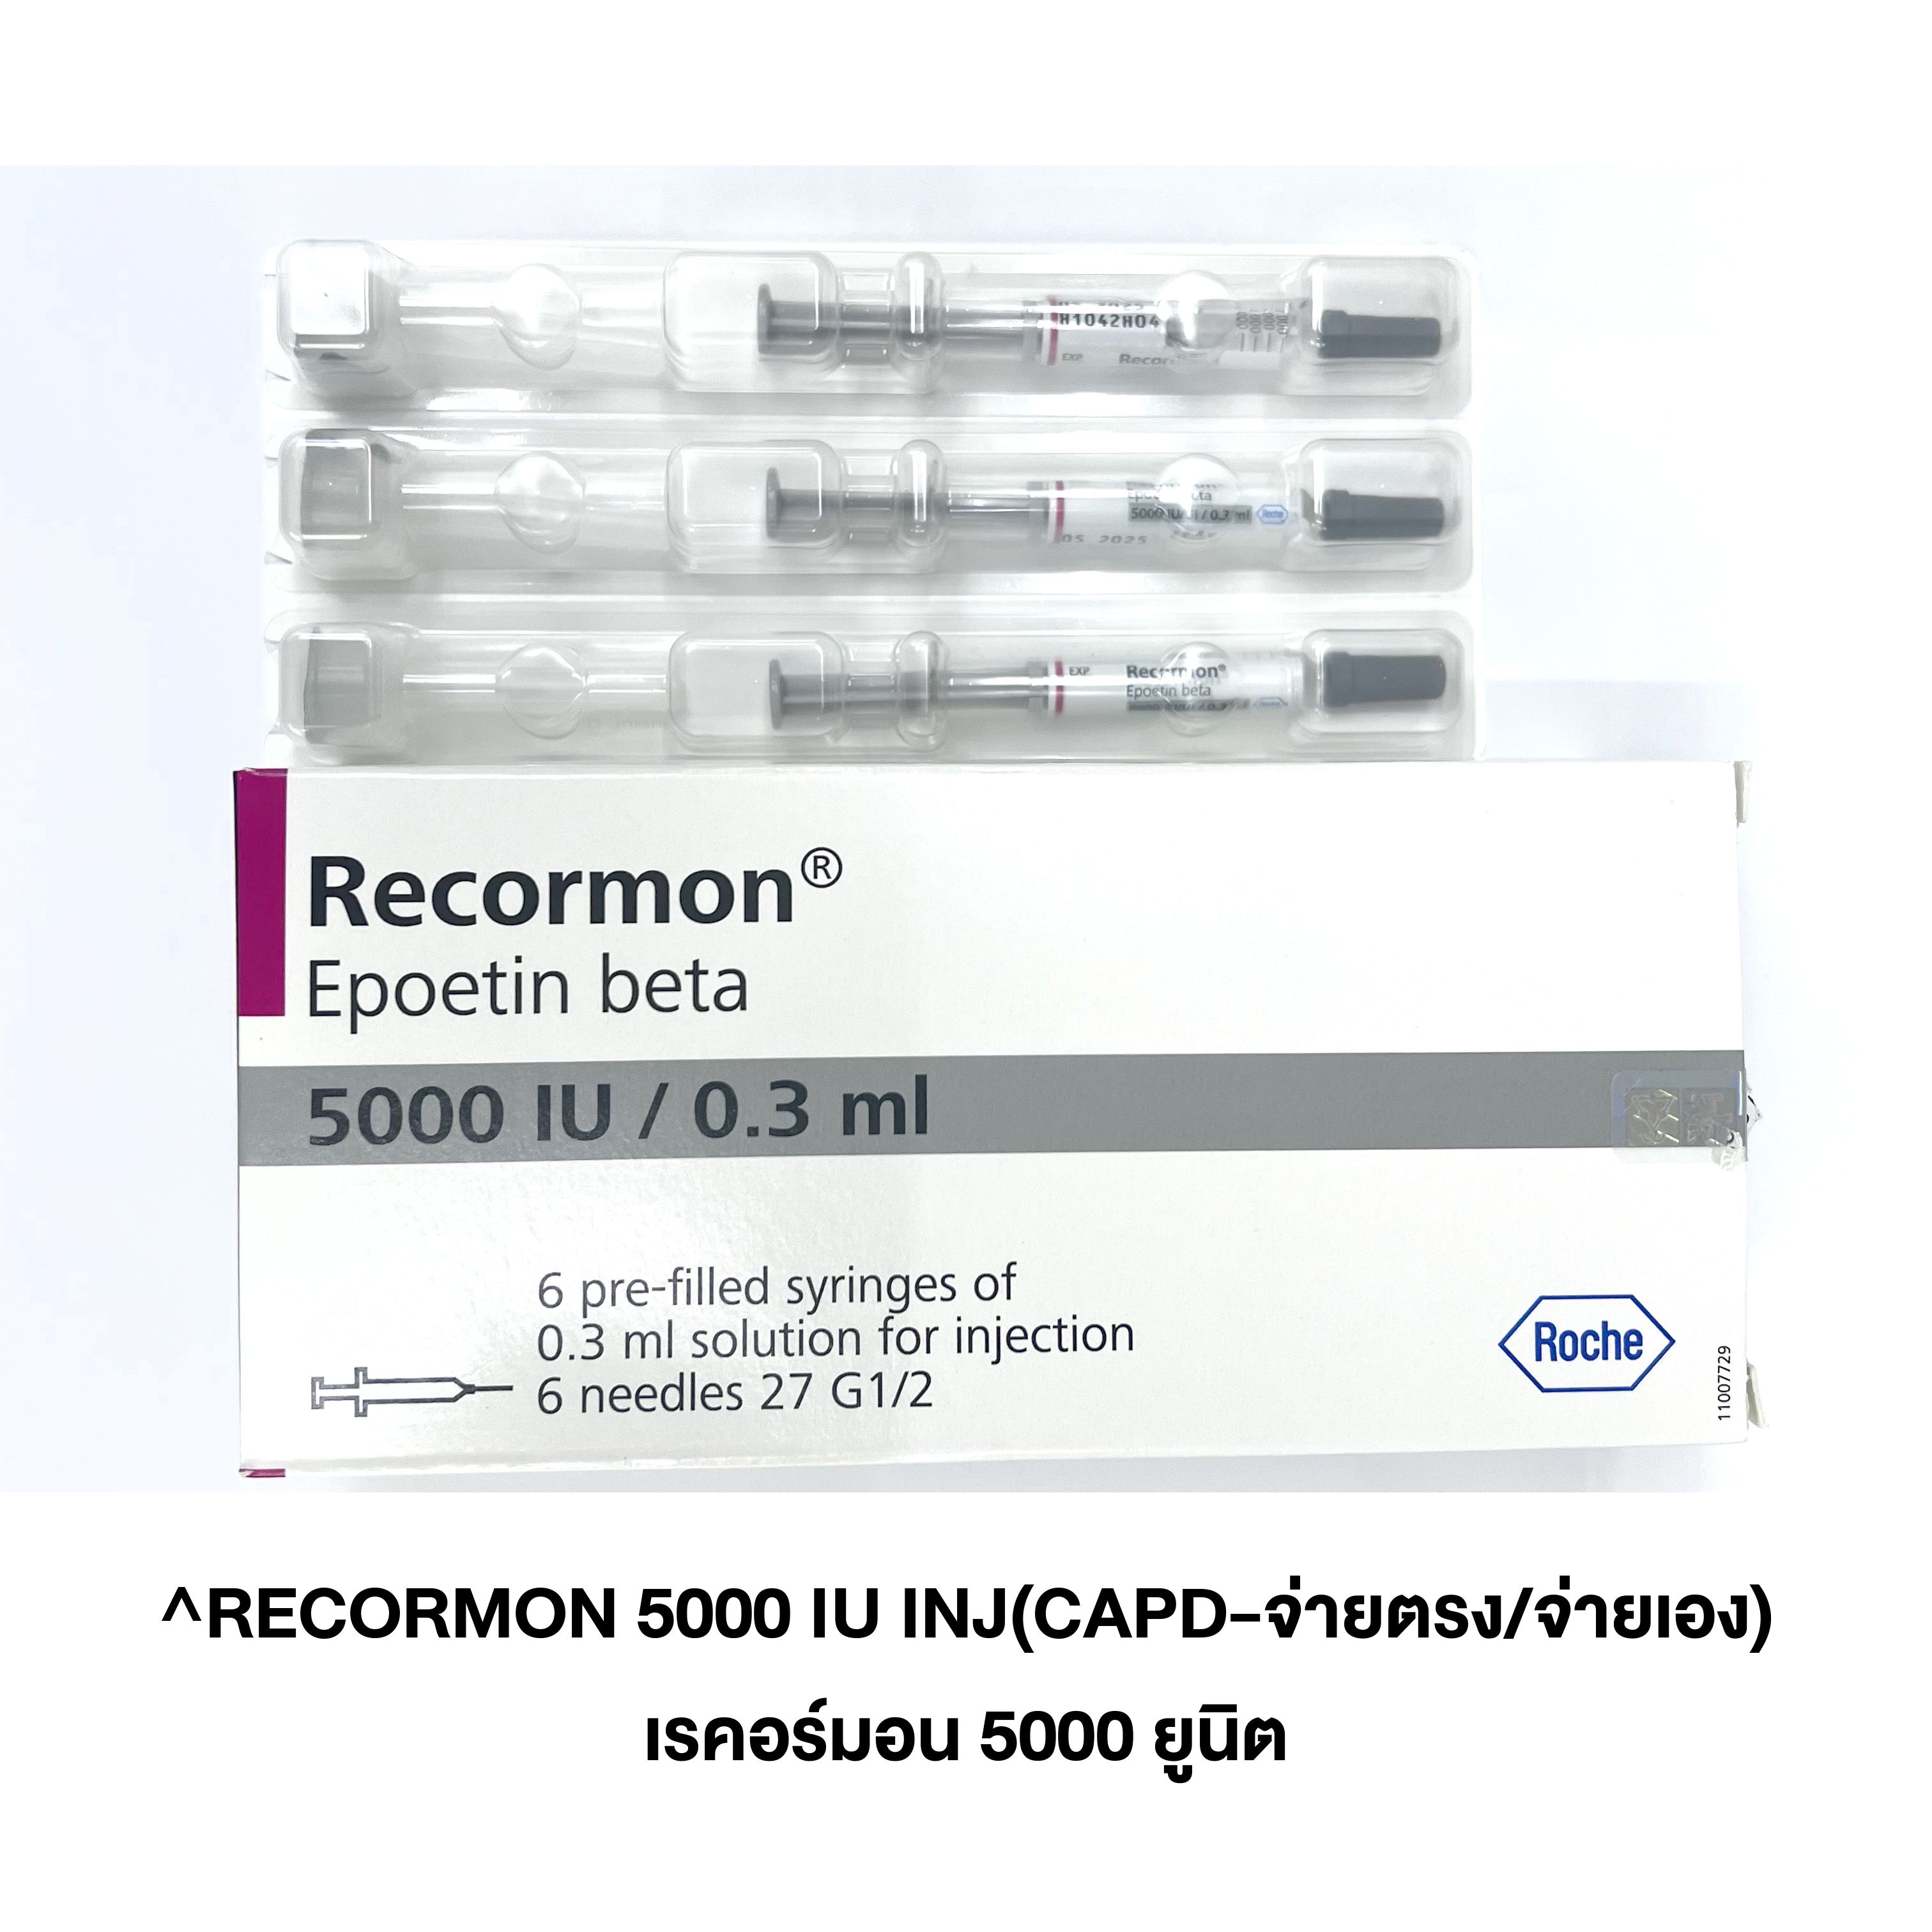 H1042H04
EXP
5000 IU / 0.3 ml
Roche
05 2025
EXP Recormon®
Epoetin beta
Recormon®
Epoetin beta
5000 IU / 0.3 ml
6 pre-filled syringes of
0.3 ml solution for injection
6 needles 27 G1/2
Roche
11007729
^RECORMON 5000 IU INJ(CAPD-จ่ายตรง/จ่ายเอง)
เรคอร์มอน 5000 ยูนิต